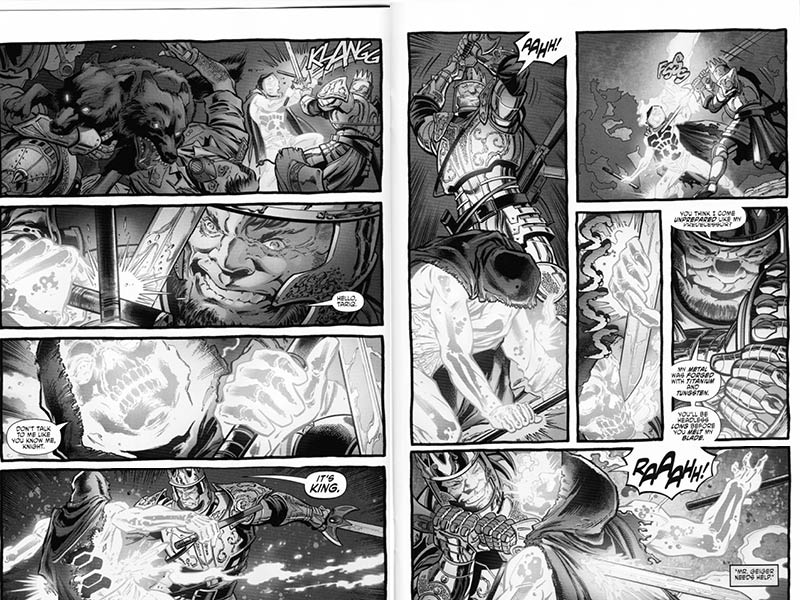 KLANGG
HELLO,
TARIQ.
DON'T TALK
TO ME LIKE
YOU KNOW ME,
KNIGHT.
IT'S
KING.
AAHH!
YOU THINK I COME
UNPREPARED LIKE MY
PREDECESSOR?
MY METAL
WAS FORGED
WITH TITANIUM
AND
TUNGSTEN.
YOU'LL BE
HEADLESS
LONG BEFORE
YOU MELT MY
BLADE.
RAAAHH!
"MR. GEIGER
NEEDS HELP."